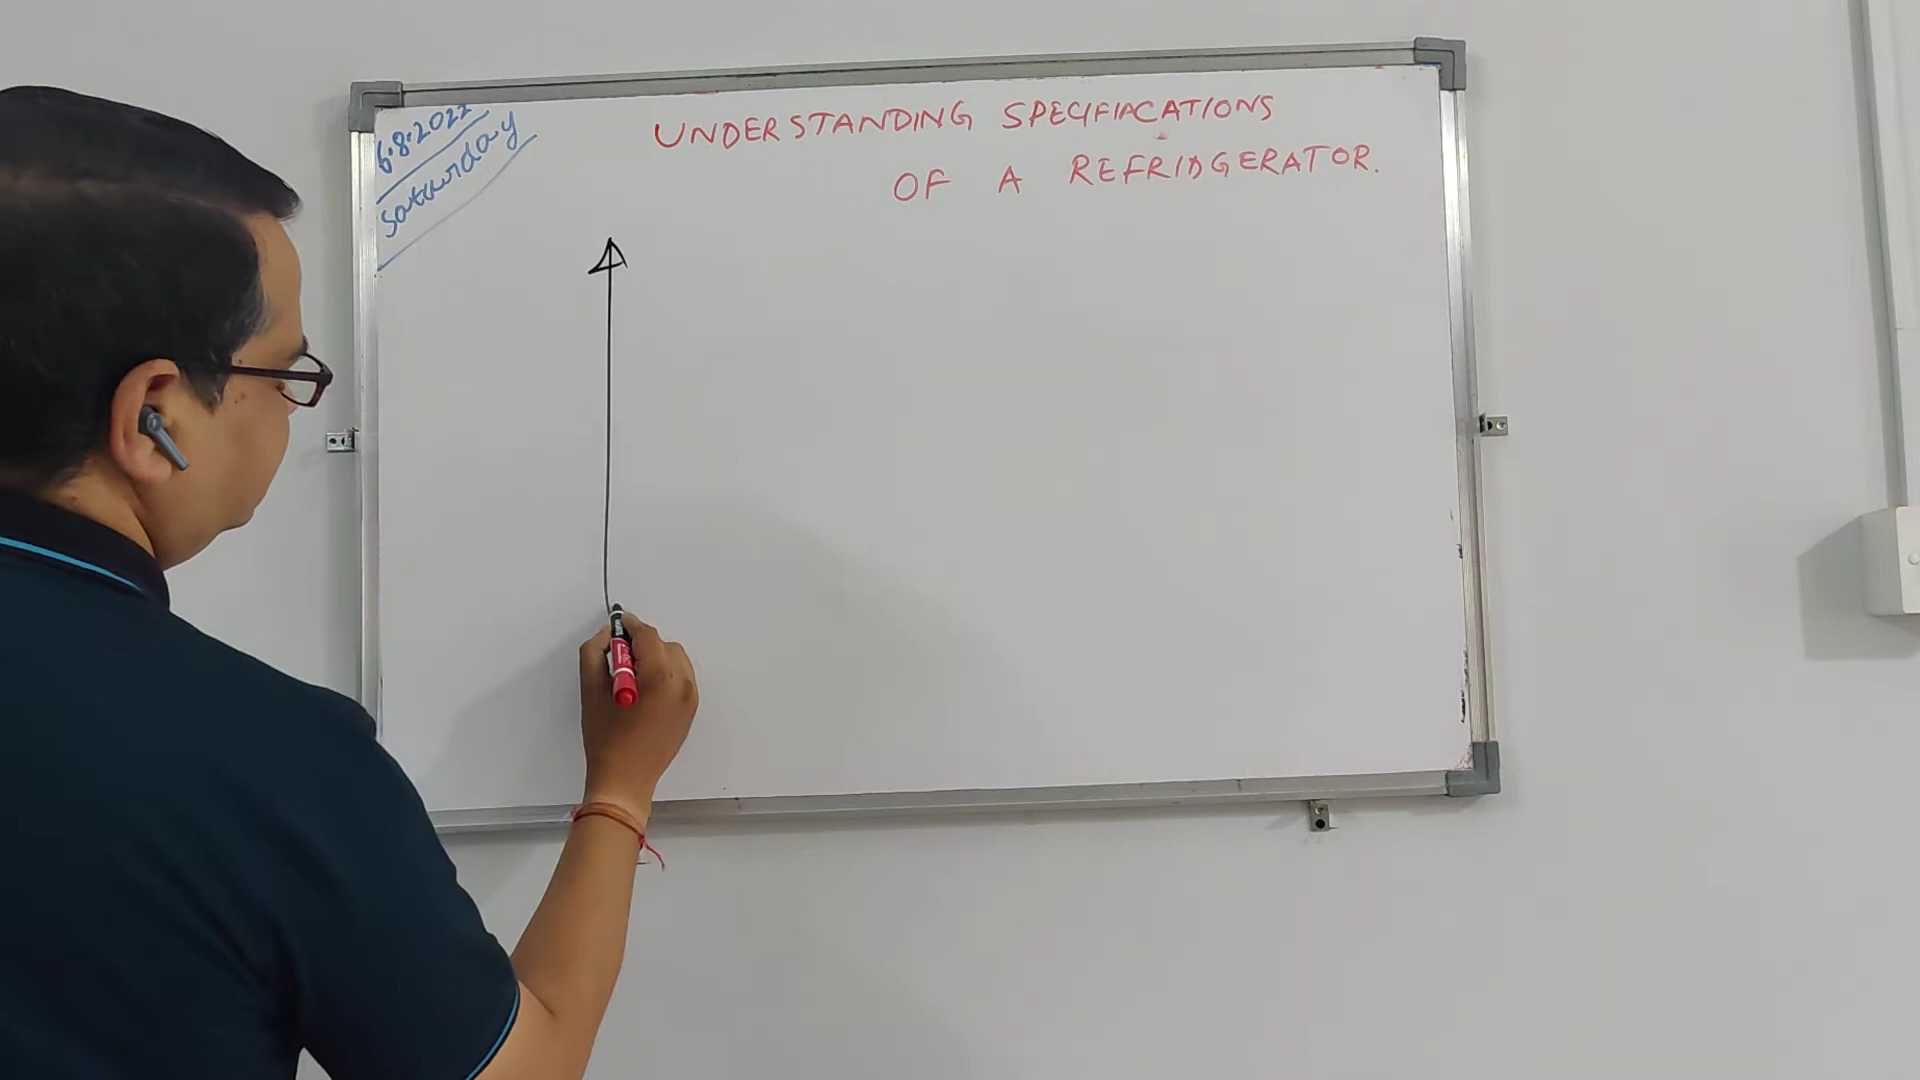 6.8.2022
Saturday
UNDERSTANDING SPECIFIACATIONS
OF A REFRIDGERATOR.